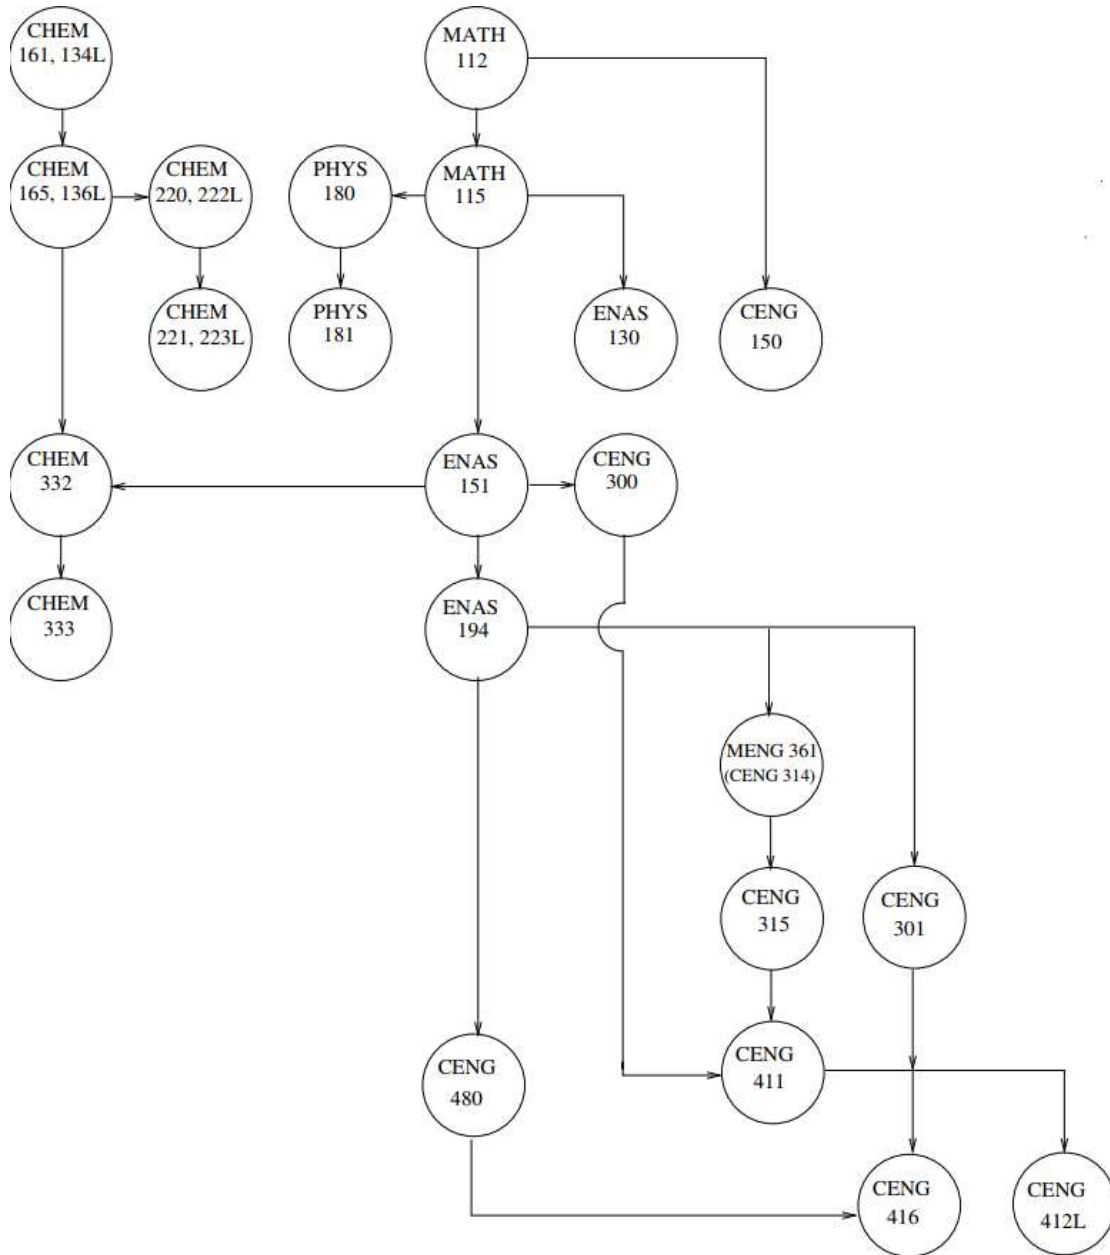 CHEM
161, 134L
MATH
112
CHEM
165, 136L
CHEM
220, 222L
PHYS
180
MATH
115
CHEM
221, 223L
PHYS
181
ENAS
130
CENG
150
CHEM
332
ENAS
151
CENG
300
CHEM
333
ENAS
194
MENG 361
(CENG 314)
CENG
315
CENG
301
CENG
480
CENG
411
CENG
416
CENG
412L